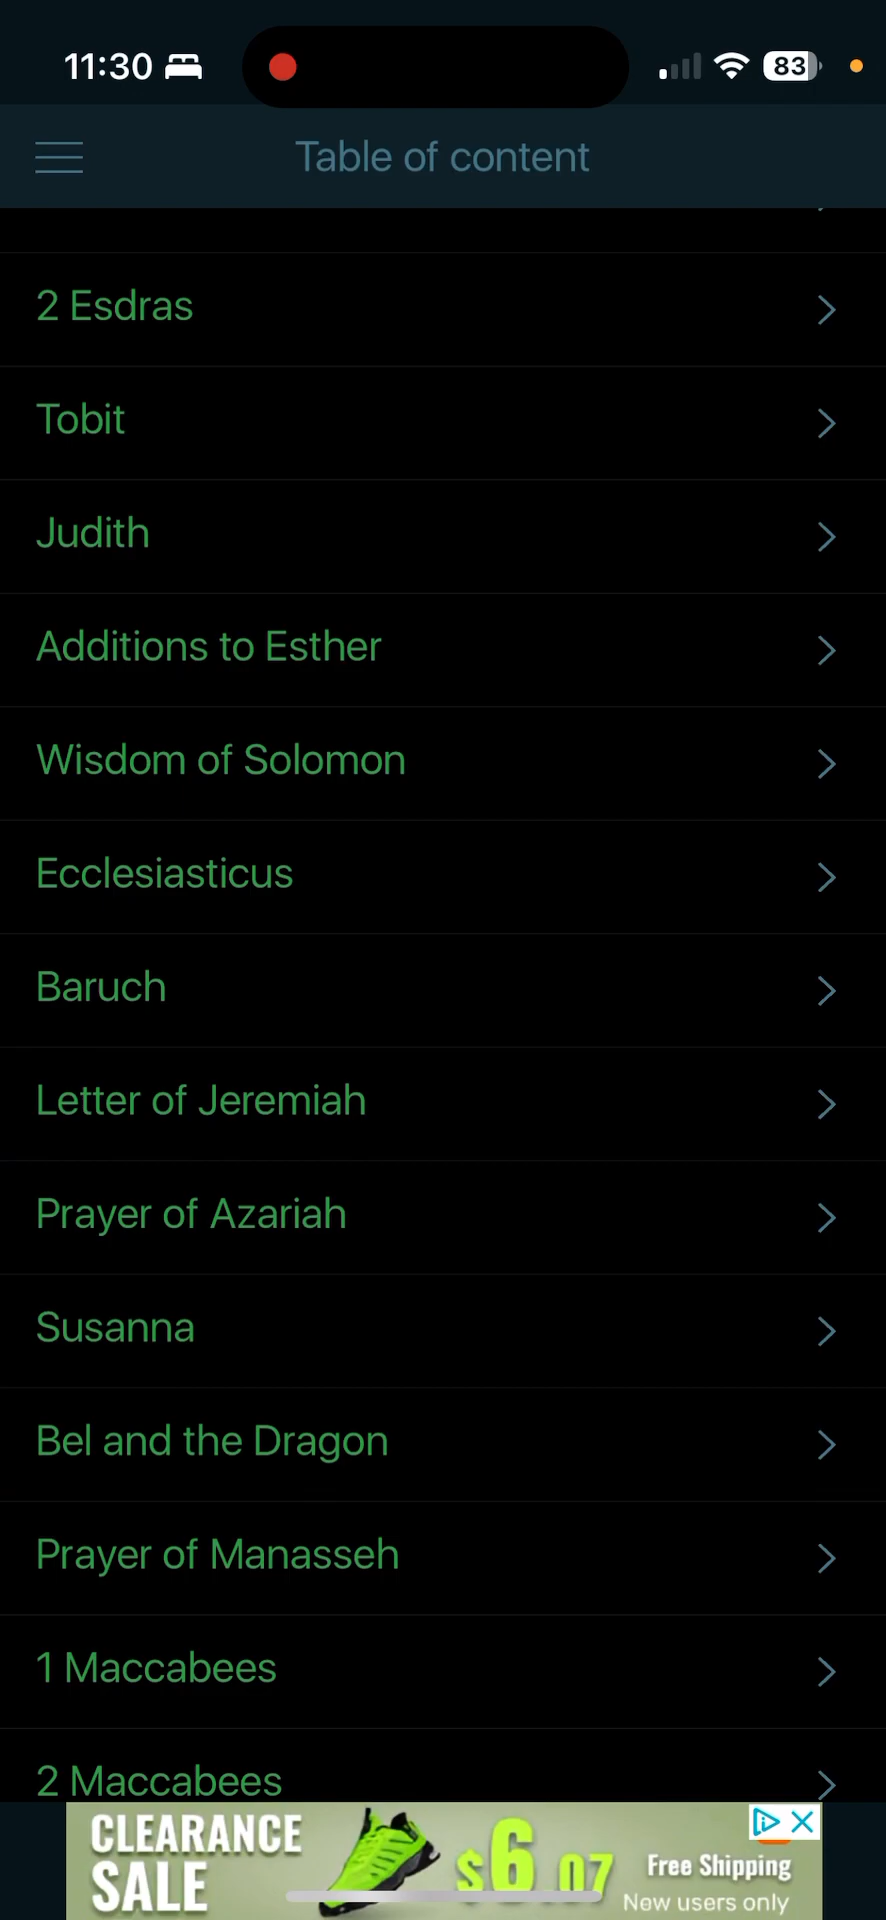 11:30
83
Table of content
2 Esdras
Tobit
Judith
Additions to Esther
Wisdom of Solomon
Ecclesiasticus
Baruch
Letter of Jeremiah
Prayer of Azariah
Susanna
Bel and the Dragon
Prayer of Manasseh
1 Maccabees
2 Maccabees
CLEARANCE
SALE
$6.07
Free Shipping
New users only